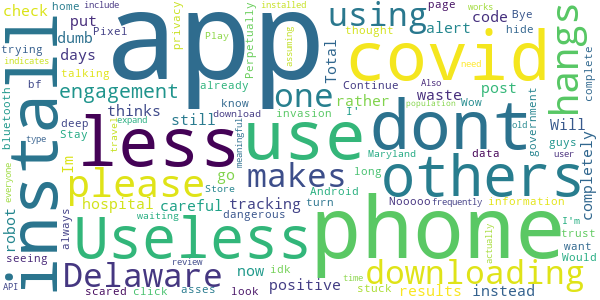 app
covid
phone
install
less
use
dont
others
Useless
please
Delaware
downloading
hangs
using
one
makes
engagement
check
home
trying
page
put
dumb
Pixel
days
bluetooth
bf
thinks
privacy
talking
Perpetually
already
know
Play
include
installed
works
assuming
alert
Total
code
Bye
hide
indicates
thought
Continue
need
complete
post
rather
Also
waste
Wow
Will
Stay
deep
still
download
invasion
I'
population
guys
government
completely
robot
type
Im
expand
travel
go
Store
meaningful
Android
long
Maryland
data
old
user
hospital
careful
seeing
everyone
always
waiting
Nooooo
frequently
information
I'm
trust
want
Would
API
scared
click
positive
tracking
dangerous
turn
now
idk
asses
look
review
time
stuck
results
actually
instead